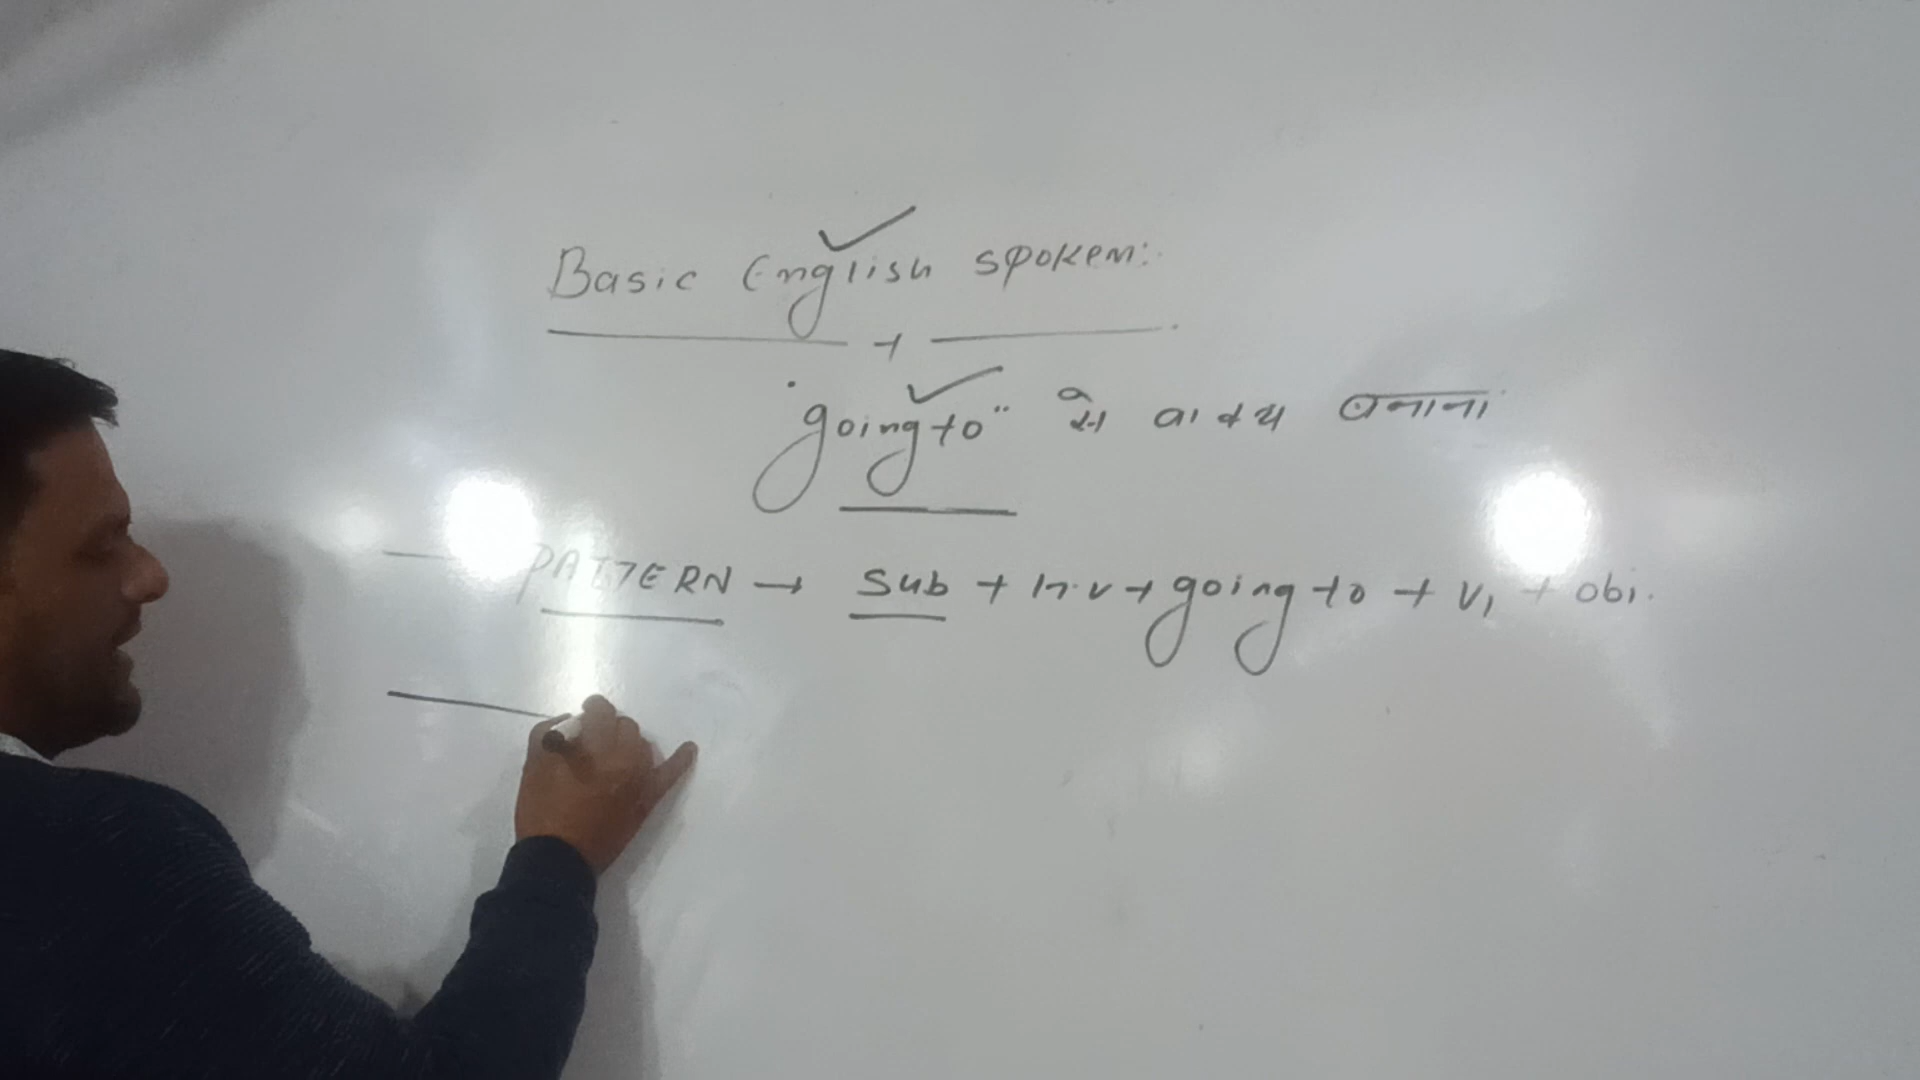 Basic English spoken:
+
"going to" से वाक्य बनाना
PATTERN → Sub + h.v + going to + V1 + obj.